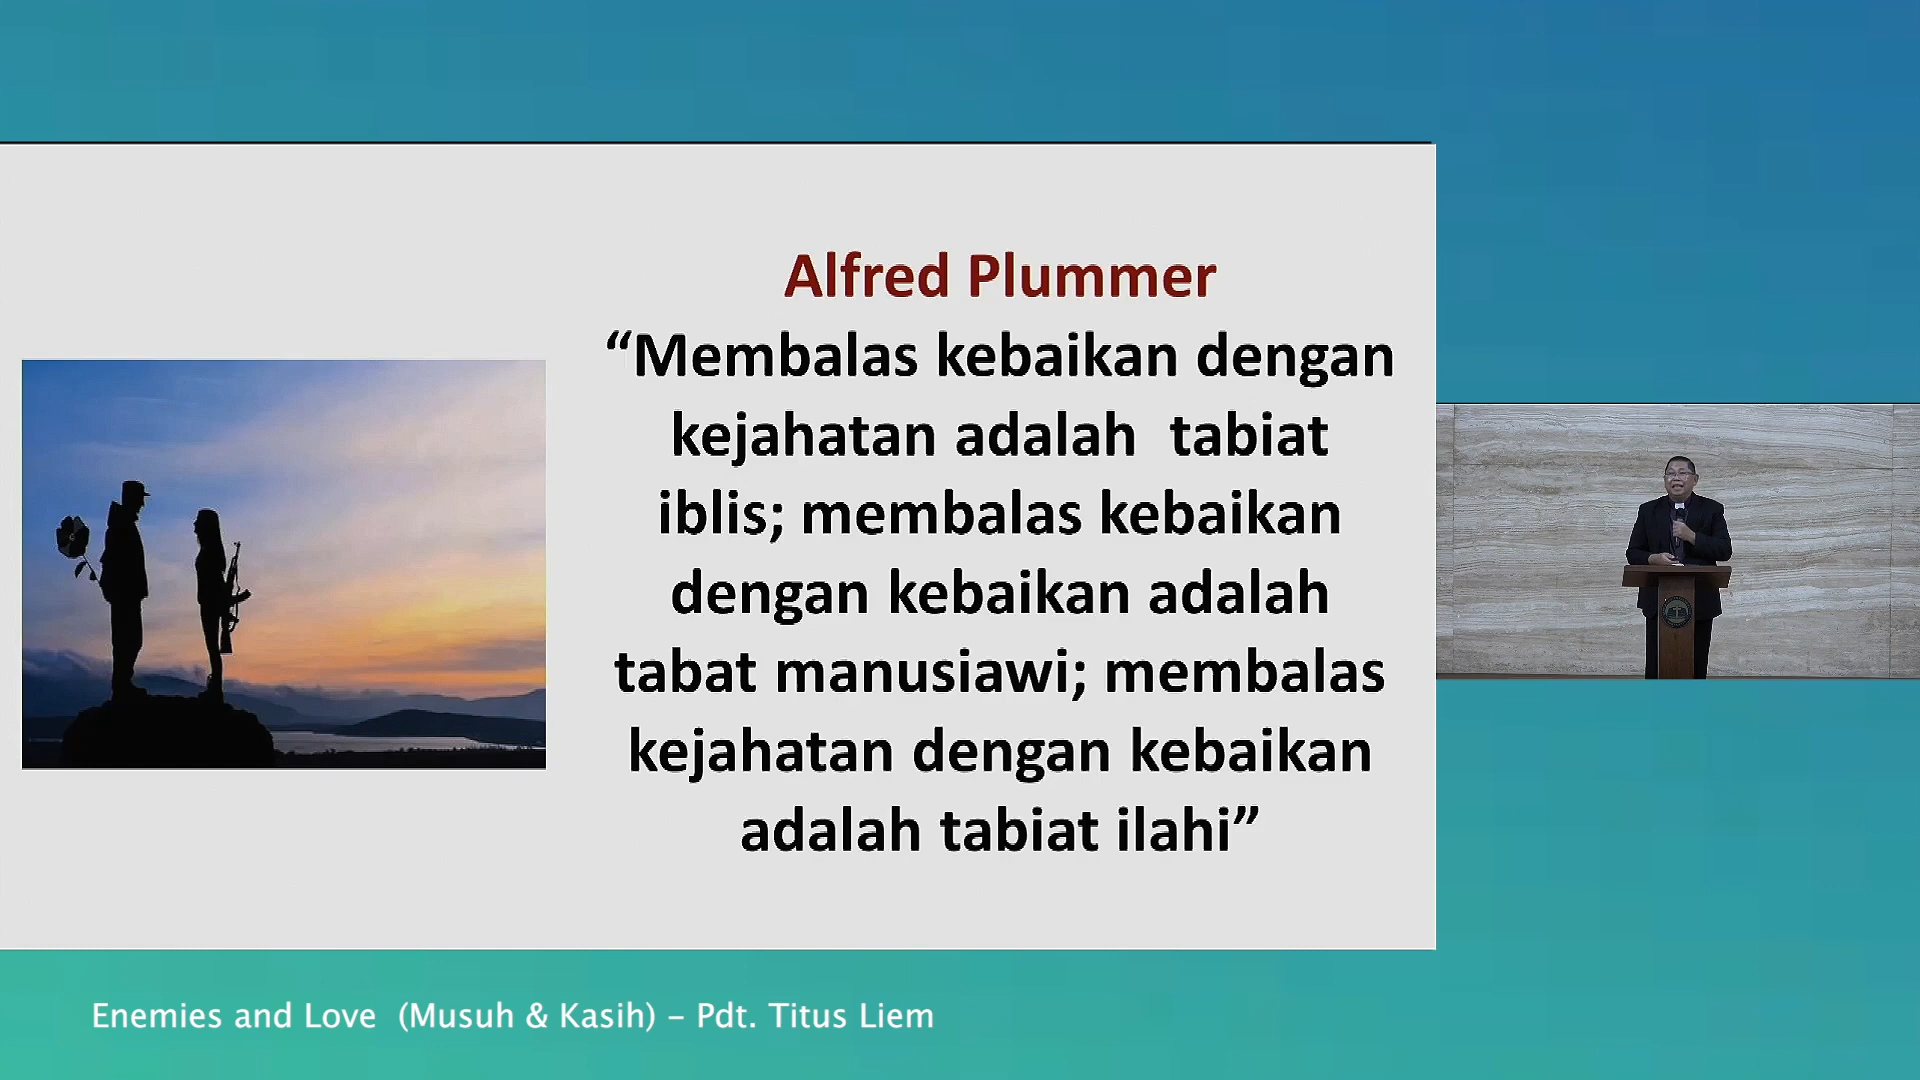 Alfred Plummer
“Membalas kebaikan dengan
kejahatan adalah  tabiat
iblis; membalas kebaikan
dengan kebaikan adalah
tabat manusiawi; membalas
kejahatan dengan kebaikan
adalah tabiat ilahi”
Enemies and Love  (Musuh & Kasih) – Pdt. Titus Liem